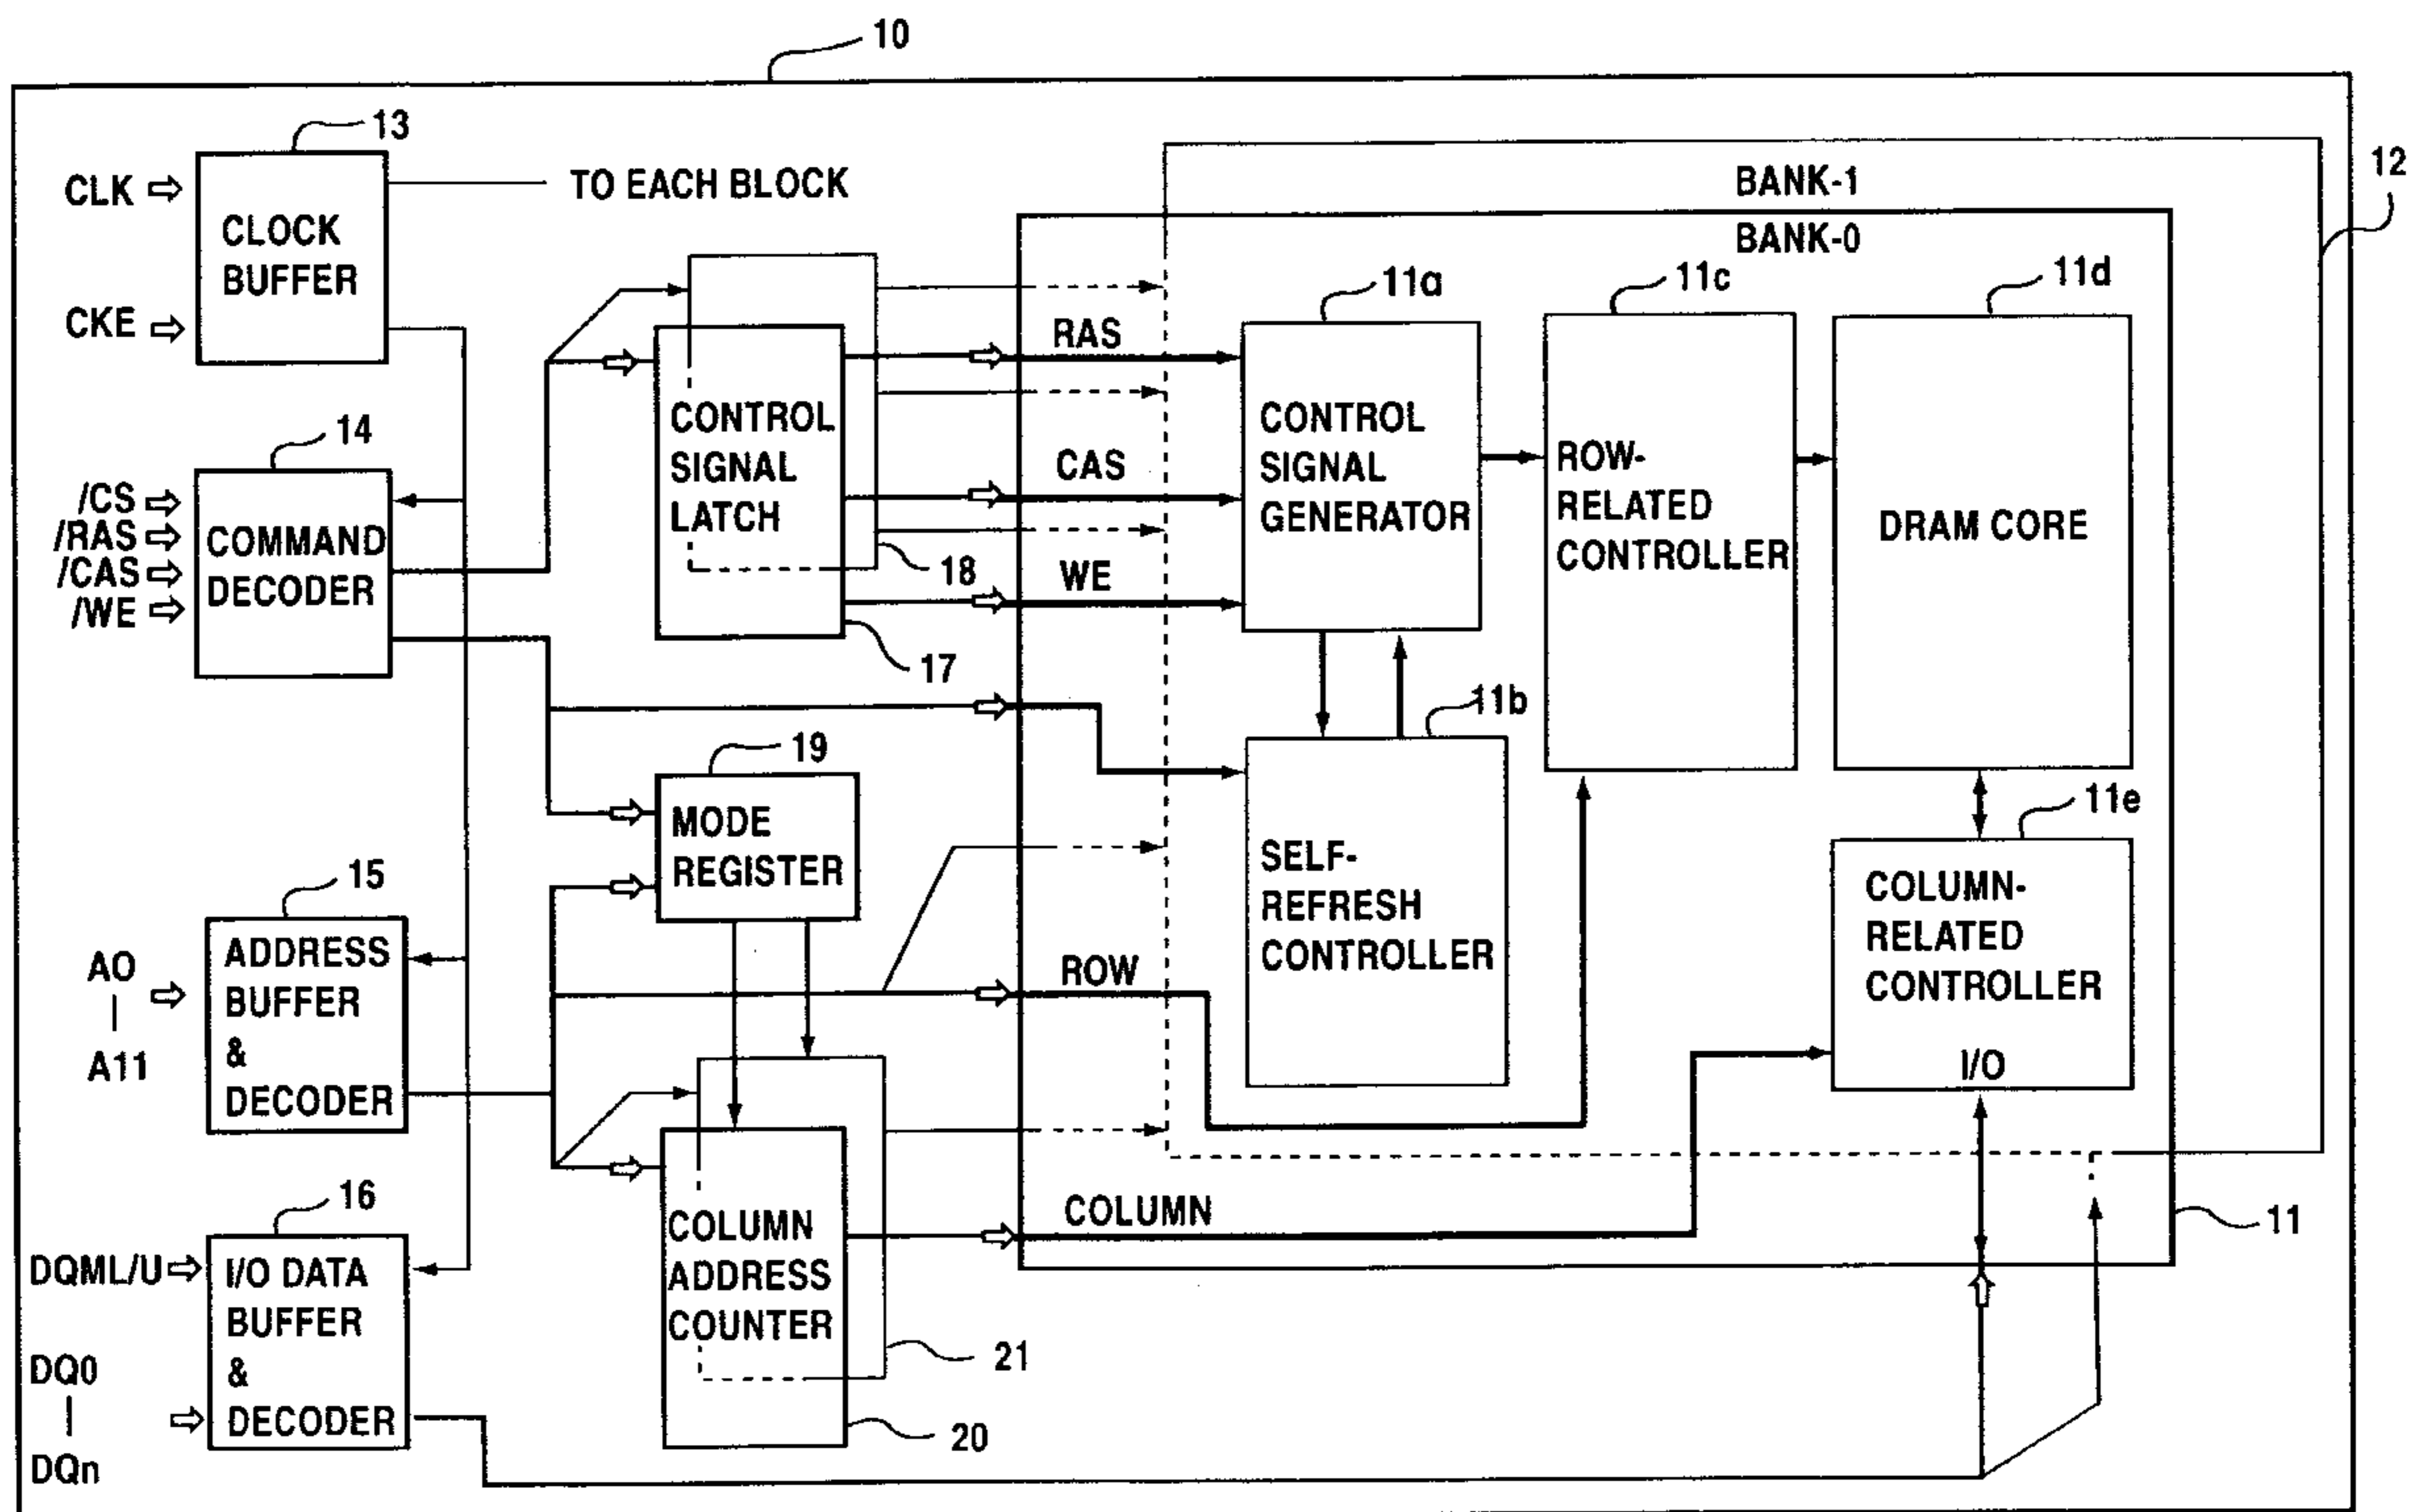 10
13
CLK
TO EACH BLOCK
CLOCK
BUFFER
CKE
12
BANK-1
BANK-0
11a
11c
11d
RAS
CAS
WE
CONTROL
SIGNAL
LATCH
18
17
CONTROL
SIGNAL
GENERATOR
ROW-
RELATED
CONTROLLER
DRAM CORE
14
/CS
/RAS
/CAS
/WE
COMMAND
DECODER
11b
19
MODE
REGISTER
SELF-
REFRESH
CONTROLLER
11e
COLUMN-
RELATED
CONTROLLER
I/O
15
A0
|
A11
ADDRESS
BUFFER
&
DECODER
ROW
COLUMN
11
16
DQML/U
DQ0
|
DQn
I/O DATA
BUFFER
&
DECODER
COLUMN
ADDRESS
COUNTER
21
20